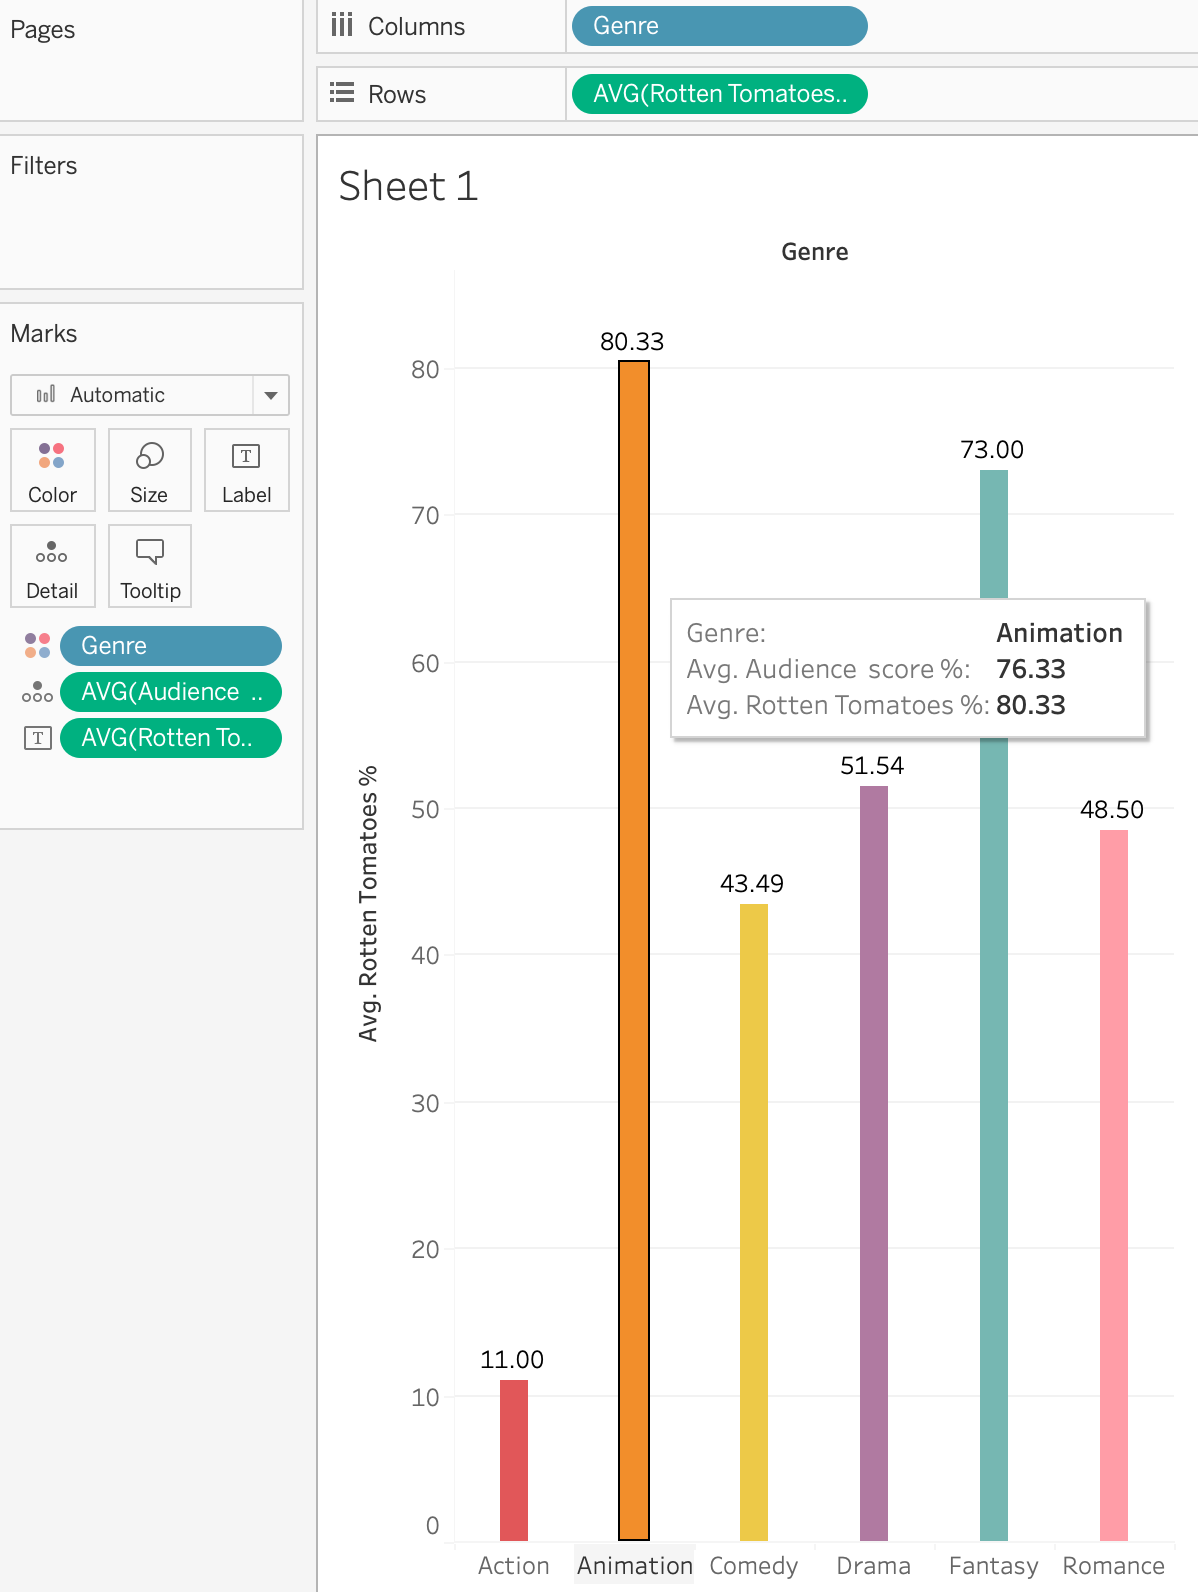 Pages
Columns
Genre
Rows
AVG(Rotten Tomatoes..
Filters
Marks
Automatic
Color
Size
T
Label
Detail
Tooltip
Genre
AVG(Audience ..
T
AVG(Rotten To..
Sheet 1
Genre
Avg. Rotten Tomatoes %
80
70
60
50
40
30
20
10
0
11.00
80.33
43.49
51.54
73.00
48.50
Genre: Animation
Avg. Audience  score %: 76.33
Avg. Rotten Tomatoes %: 80.33
Action Animation Comedy Drama Fantasy Romance